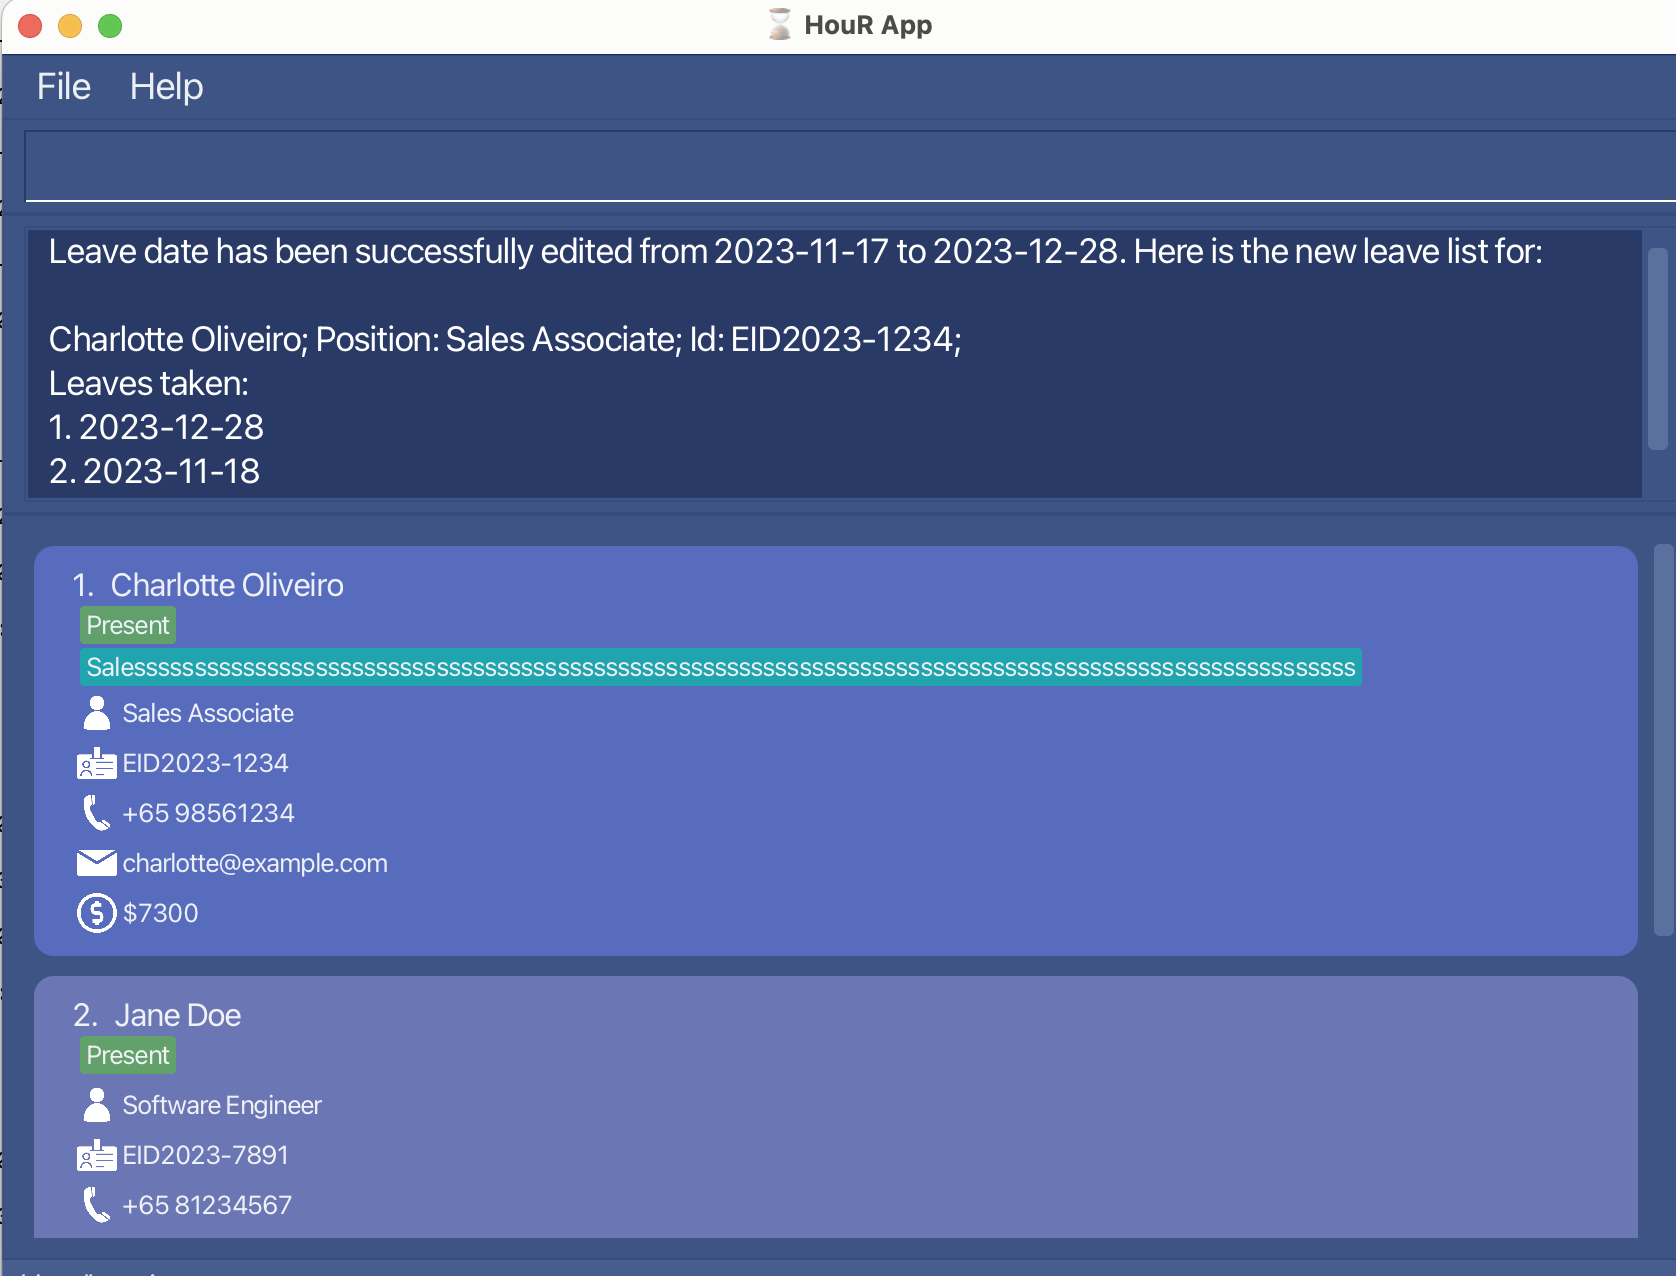 HouR App
File Help
Leave date has been successfully edited from 2023-11-17 to 2023-12-28. Here is the new leave list for:
Charlotte Oliveiro; Position: Sales Associate; Id: EID2023-1234;
Leaves taken:
1. 2023-12-28
2. 2023-11-18
1. Charlotte Oliveiro
Present
Salesssssssssssssssssssssssssssssssssssssssssssssssssssssssssssssssssssssssssssssssssssssssssssssssssssss
Sales Associate
EID2023-1234
+65 98561234
charlotte@example.com
$7300
2. Jane Doe
Present
Software Engineer
EID2023-7891
+65 81234567